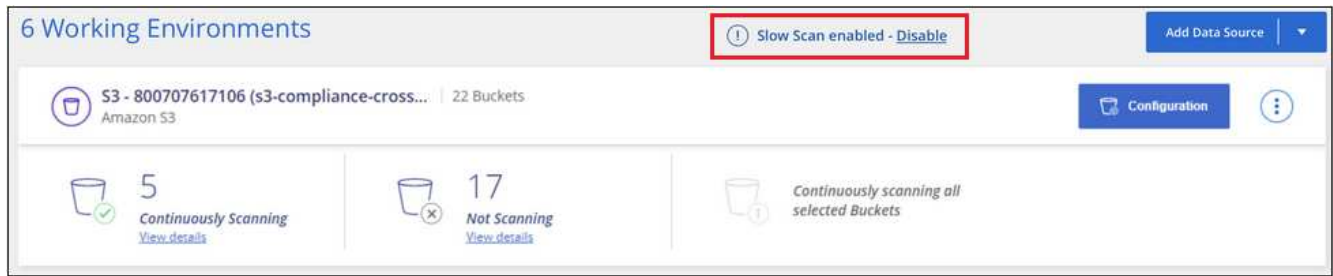 6 Working Environments
Slow Scan enabled - Disable
Add Data Source
S3 - 800707617106 (s3-compliance-cross...
22 Buckets
Amazon S3
Configuration
5
Continuously Scanning
View details
17
Not Scanning
View details
Continuously scanning all
selected Buckets